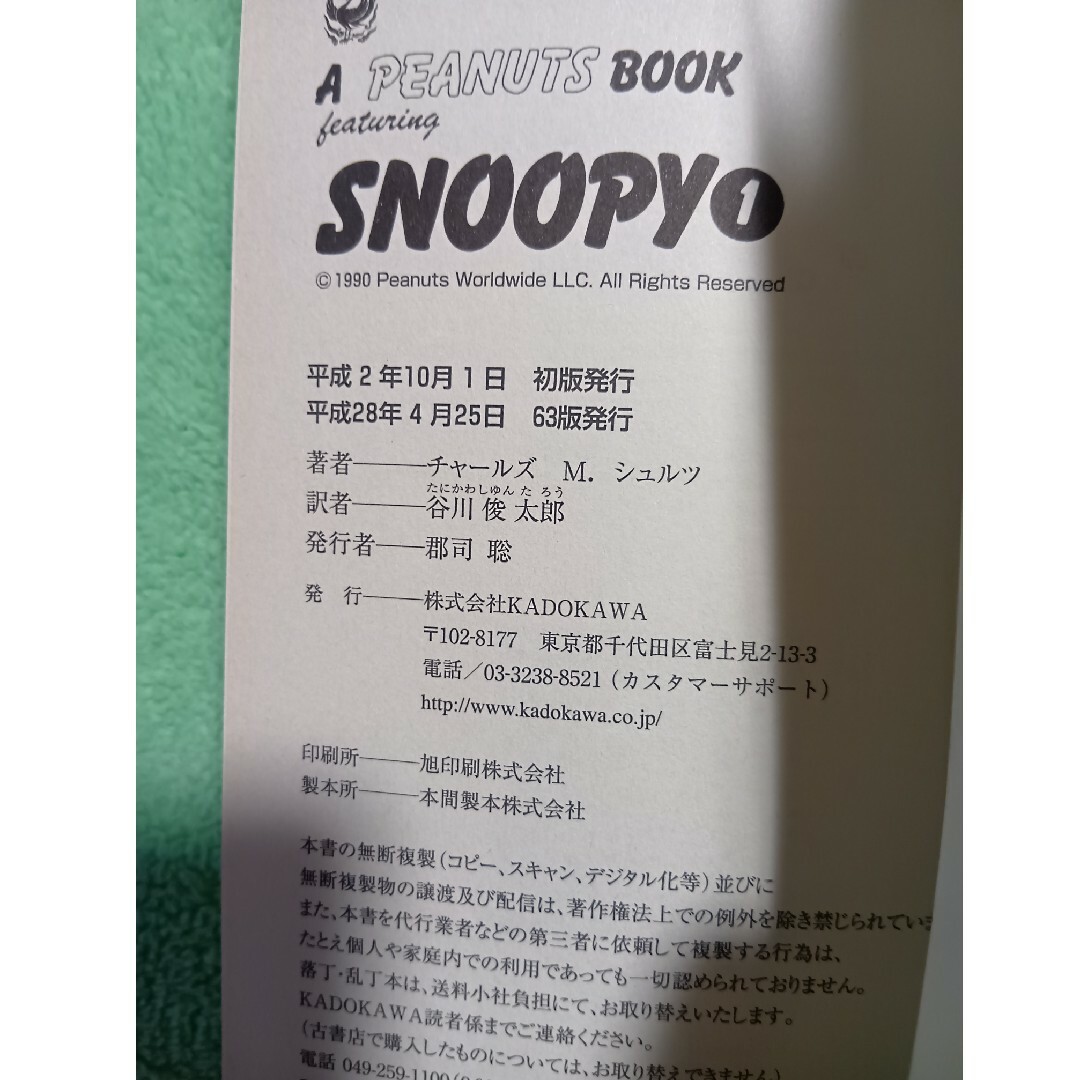 A PEANUTS BOOK
featuring
SNOOPY①
©1990 Peanuts Worldwide LLC. All Rights Reserved
平成2年10月1日 初版発行
平成28年4月25日 63版発行
著者―――チャールズ M. シュルツ
たにかわしゆんたろう
訳者―――谷川俊太郎
発行者――郡司 聡
発 行―――株式会社KADOKAWA
〒102-8177 東京都千代田区富士見2-13-3
電話/03-3238-8521(カスタマーサポート)
http://www.kadokawa.co.jp/
印刷所―――旭印刷株式会社
製本所―――本間製本株式会社
本書の無断複製(コピー、スキャン、デジタル化等)並びに
無断複製物の譲渡及び配信は、著作権法上での例外を除き禁じられていま
また、本書を代行業者などの第三者に依頼して複製する行為は、
たとえ個人や家庭内での利用であっても一切認められておりません。
落丁・乱丁本は、送料小社負担にて、お取り替えいたします。
KADOKAWA読者係までご連絡ください。
(古書店で購入したものについては、お取り替えできません)
電話 049-259-1100